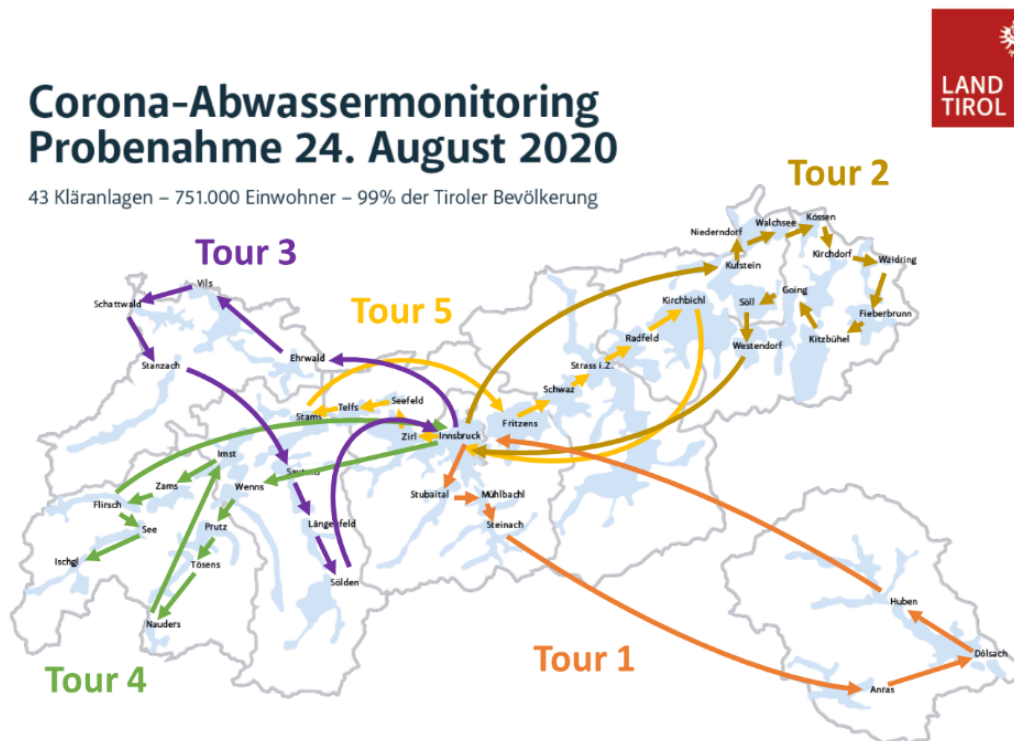 LAND
TIROL
Corona-Abwassermonitoring
Probenahme 24. August 2020
43 Kläranlagen – 751.000 Einwohner – 99% der Tiroler Bevölkerung
Tour 2
Kössen
Walchsee
Niederndorf
Kirchdorf
Waidring
Kufstein
Tour 3
Vils
Schattwald
Going
Kirchbichl
Söll
Fieberbrunn
Tour 5
Radfeld
Kitzbühel
Westendorf
Ehrwald
Stanzach
Strass i.Z.
Schwaz
Seefeld
Telfs
Stams
Fritzens
Zirl
Innsbruck
Imst
Zams
Wenns
Stubaital
Mühlbachl
Flirsch
Längenfeld
Steinach
See
Prutz
Ischgl
Tösens
Sölden
Huben
Nauders
Dölsach
Tour 1
Tour 4
Anras